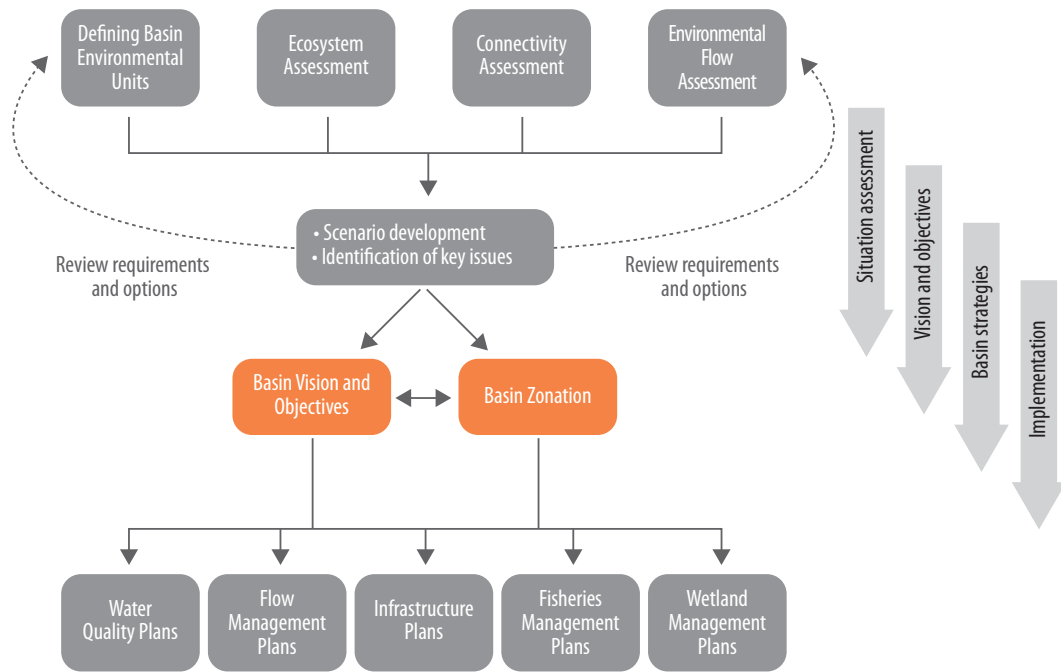 Defining Basin
Environmental
Units
Ecosystem
Assessment
Connectivity
Assessment
Environmental
Flow
Assessment
• Scenario development
• Identification of key issues
Review requirements
and options
Review requirements
and options
Basin Vision and
Objectives
Basin Zonation
Water
Quality Plans
Flow
Management
Plans
Infrastructure
Plans
Fisheries
Management
Plans
Wetland
Management
Plans
Situation assessment
Vision and objectives
Basin strategies
Implementation